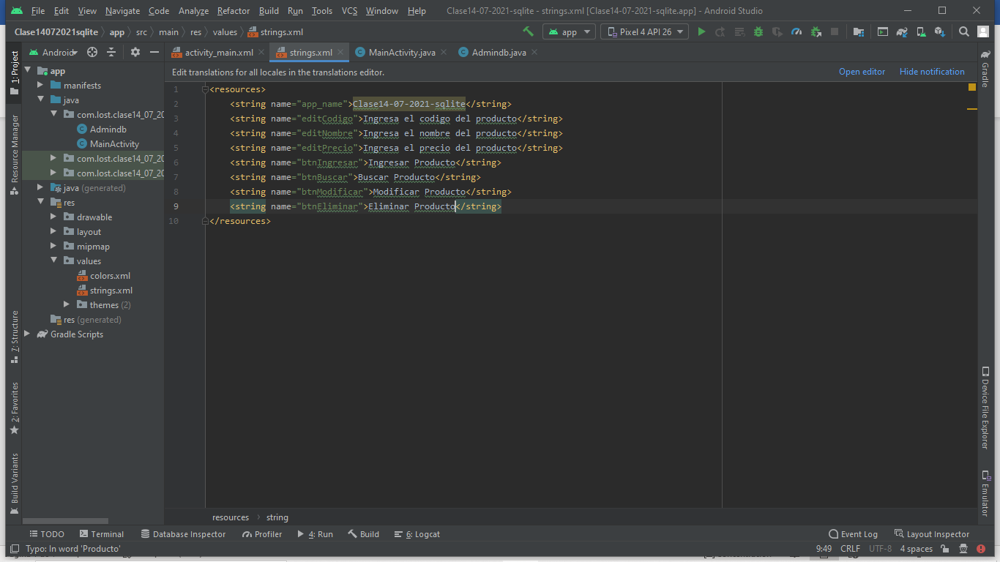 File Edit View Navigate Code Analyze Refactor Build Run Tools VCS Window Help Clase14-07-2021-sqlite - strings.xml [Clase14-07-2021-sqlite.app] - Android Studio
Clase14072021sqlite app src main res values strings.xml app Pixel 4 API 26
Android activity_main.xml strings.xml MainActivity.java Admindb.java
Edit translations for all locales in the translations editor. Open editor Hide notification
1: Project
Resource Manager
7: Structure
2: Favorites
Build Variants
app
manifests
java
com.lost.clase14_07_20
Admindb
MainActivity
com.lost.clase14_07_20
com.lost.clase14_07_20
java (generated)
res
drawable
layout
mipmap
values
colors.xml
strings.xml
themes (2)
res (generated)
Gradle Scripts
1 <resources>
2 <string name="app_name">Clase14-07-2021-sqlite</string>
3 <string name="editCodigo">Ingresa el codigo del producto</string>
4 <string name="editNombre">Ingresa el nombre del producto</string>
5 <string name="editPrecio">Ingresa el precio del producto</string>
6 <string name="btnIngresar">Ingresar Producto</string>
7 <string name="btnBuscar">Buscar Producto</string>
8 <string name="btnModificar">Modificar Producto</string>
9 <string name="btnEliminar">Eliminar Producto</string>
10 </resources>
Gradle
Device File Explorer
Emulator
resources string
TODO Terminal Database Inspector Profiler 4: Run Build 6: Logcat Event Log Layout Inspector
Typo: In word 'Producto' 9:49 CRLF UTF-8 4 spaces